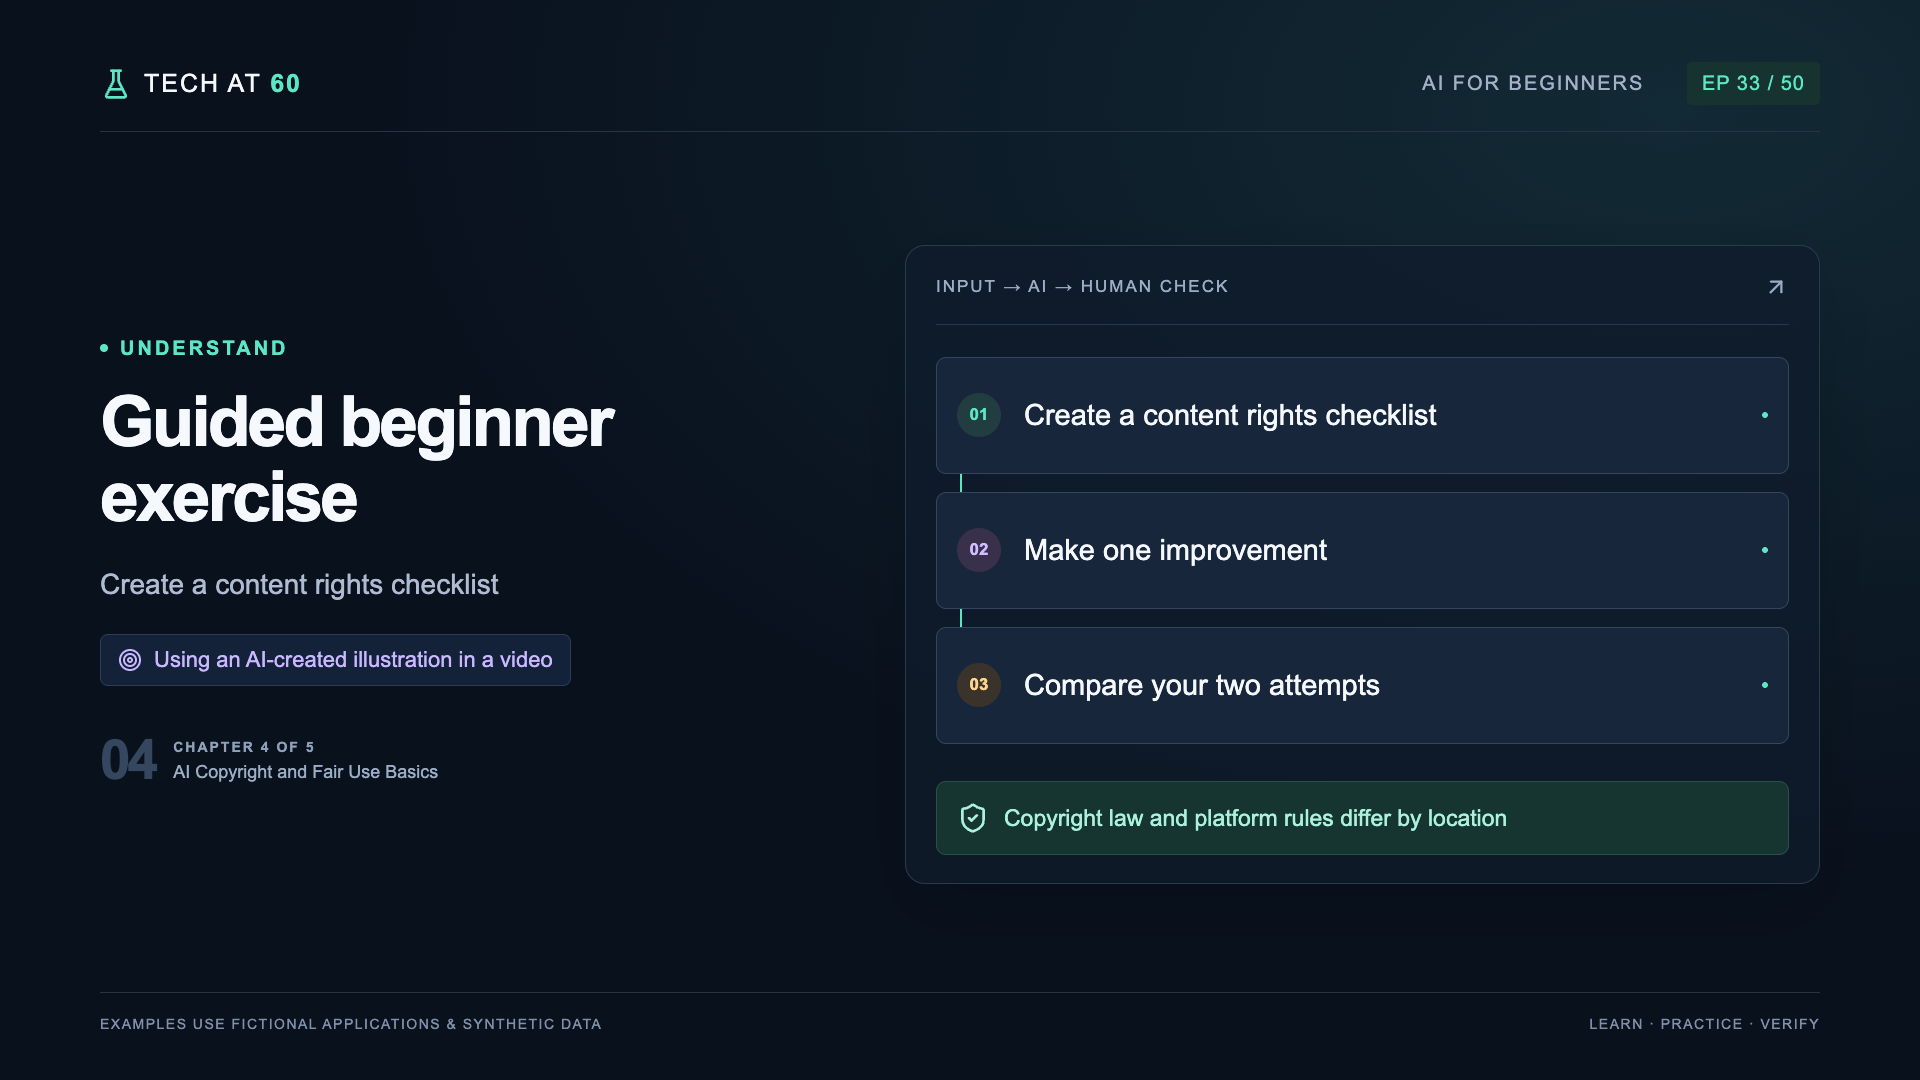 TECH AT 60
AI FOR BEGINNERS
EP 33 / 50
UNDERSTAND
Guided beginner
exercise
Create a content rights checklist
Using an AI-created illustration in a video
04
CHAPTER 4 OF 5
AI Copyright and Fair Use Basics
INPUT → AI → HUMAN CHECK
01
Create a content rights checklist
02
Make one improvement
03
Compare your two attempts
Copyright law and platform rules differ by location
EXAMPLES USE FICTIONAL APPLICATIONS & SYNTHETIC DATA
LEARN · PRACTICE · VERIFY